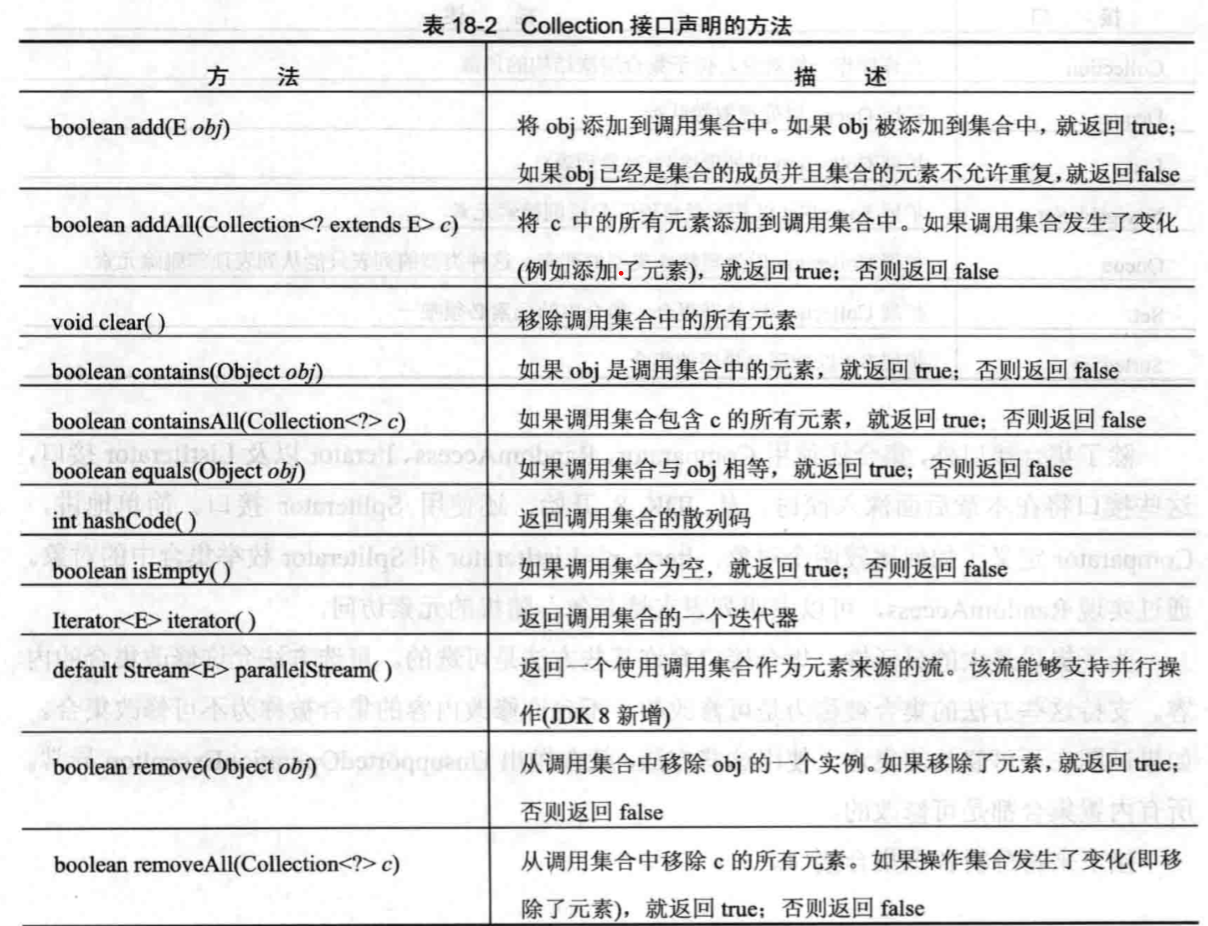 表 18-2 Collection 接口声明的方法
方 法 描 述
boolean add(E obj) 将 obj 添加到调用集合中。如果 obj 被添加到集合中，就返回 true；
如果 obj 已经是集合的成员并且集合的元素不允许重复，就返回 false
boolean addAll(Collection<? extends E> c) 将 c 中的所有元素添加到调用集合中。如果调用集合发生了变化
(例如添加了元素)，就返回 true；否则返回 false
void clear( ) 移除调用集合中的所有元素
boolean contains(Object obj) 如果 obj 是调用集合中的元素，就返回 true；否则返回 false
boolean containsAll(Collection<?> c) 如果调用集合包含 c 的所有元素，就返回 true；否则返回 false
boolean equals(Object obj) 如果调用集合与 obj 相等，就返回 true；否则返回 false
int hashCode( ) 返回调用集合的散列码
boolean isEmpty( ) 如果调用集合为空，就返回 true；否则返回 false
Iterator<E> iterator( ) 返回调用集合的一个迭代器
default Stream<E> parallelStream( ) 返回一个使用调用集合作为元素来源的流。该流能够支持并行操
作(JDK 8 新增)
boolean remove(Object obj) 从调用集合中移除 obj 的一个实例。如果移除了元素，就返回 true；
否则返回 false
boolean removeAll(Collection<?> c) 从调用集合中移除 c 的所有元素。如果操作集合发生了变化(即移
除了元素)，就返回 true；否则返回 false